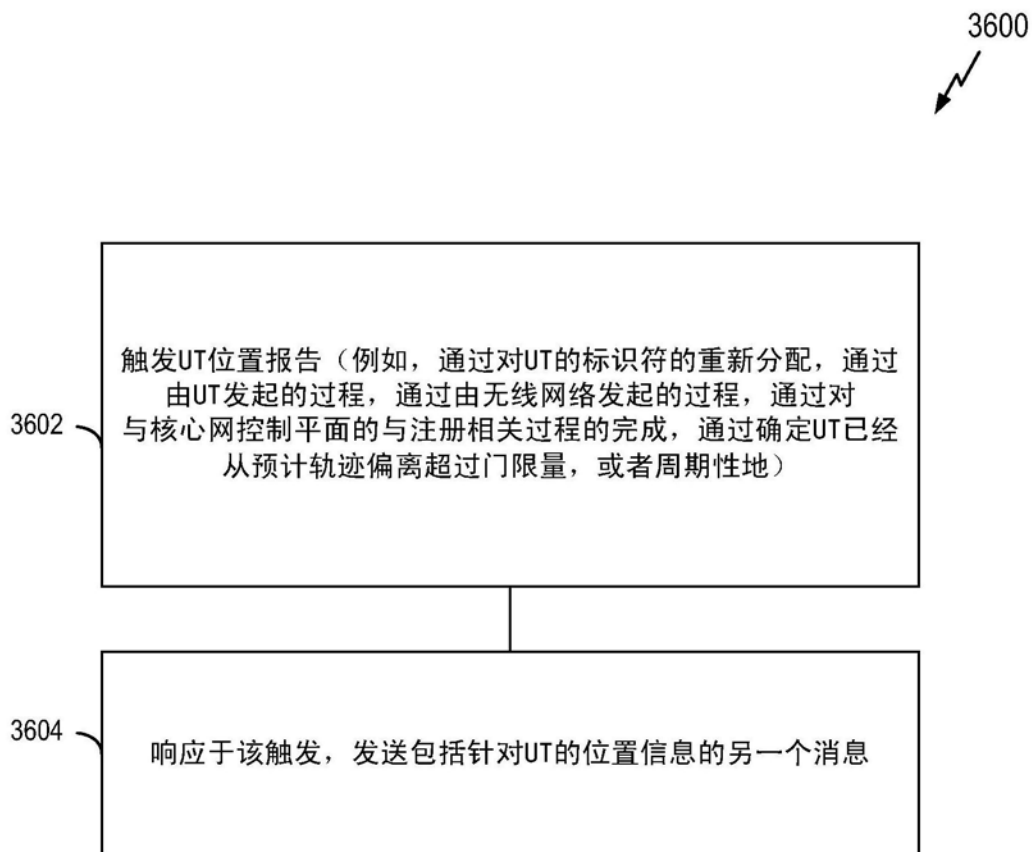 3600
触发UT位置报告（例如，通过对UT的标识符的重新分配，通过
由UT发起的过程，通过由无线网络发起的过程，通过对
与核心网控制平面的与注册相关过程的完成，通过确定UT已经
从预计轨迹偏离超过门限量，或者周期性地）
3602
3604
响应于该触发，发送包括针对UT的位置信息的另一个消息